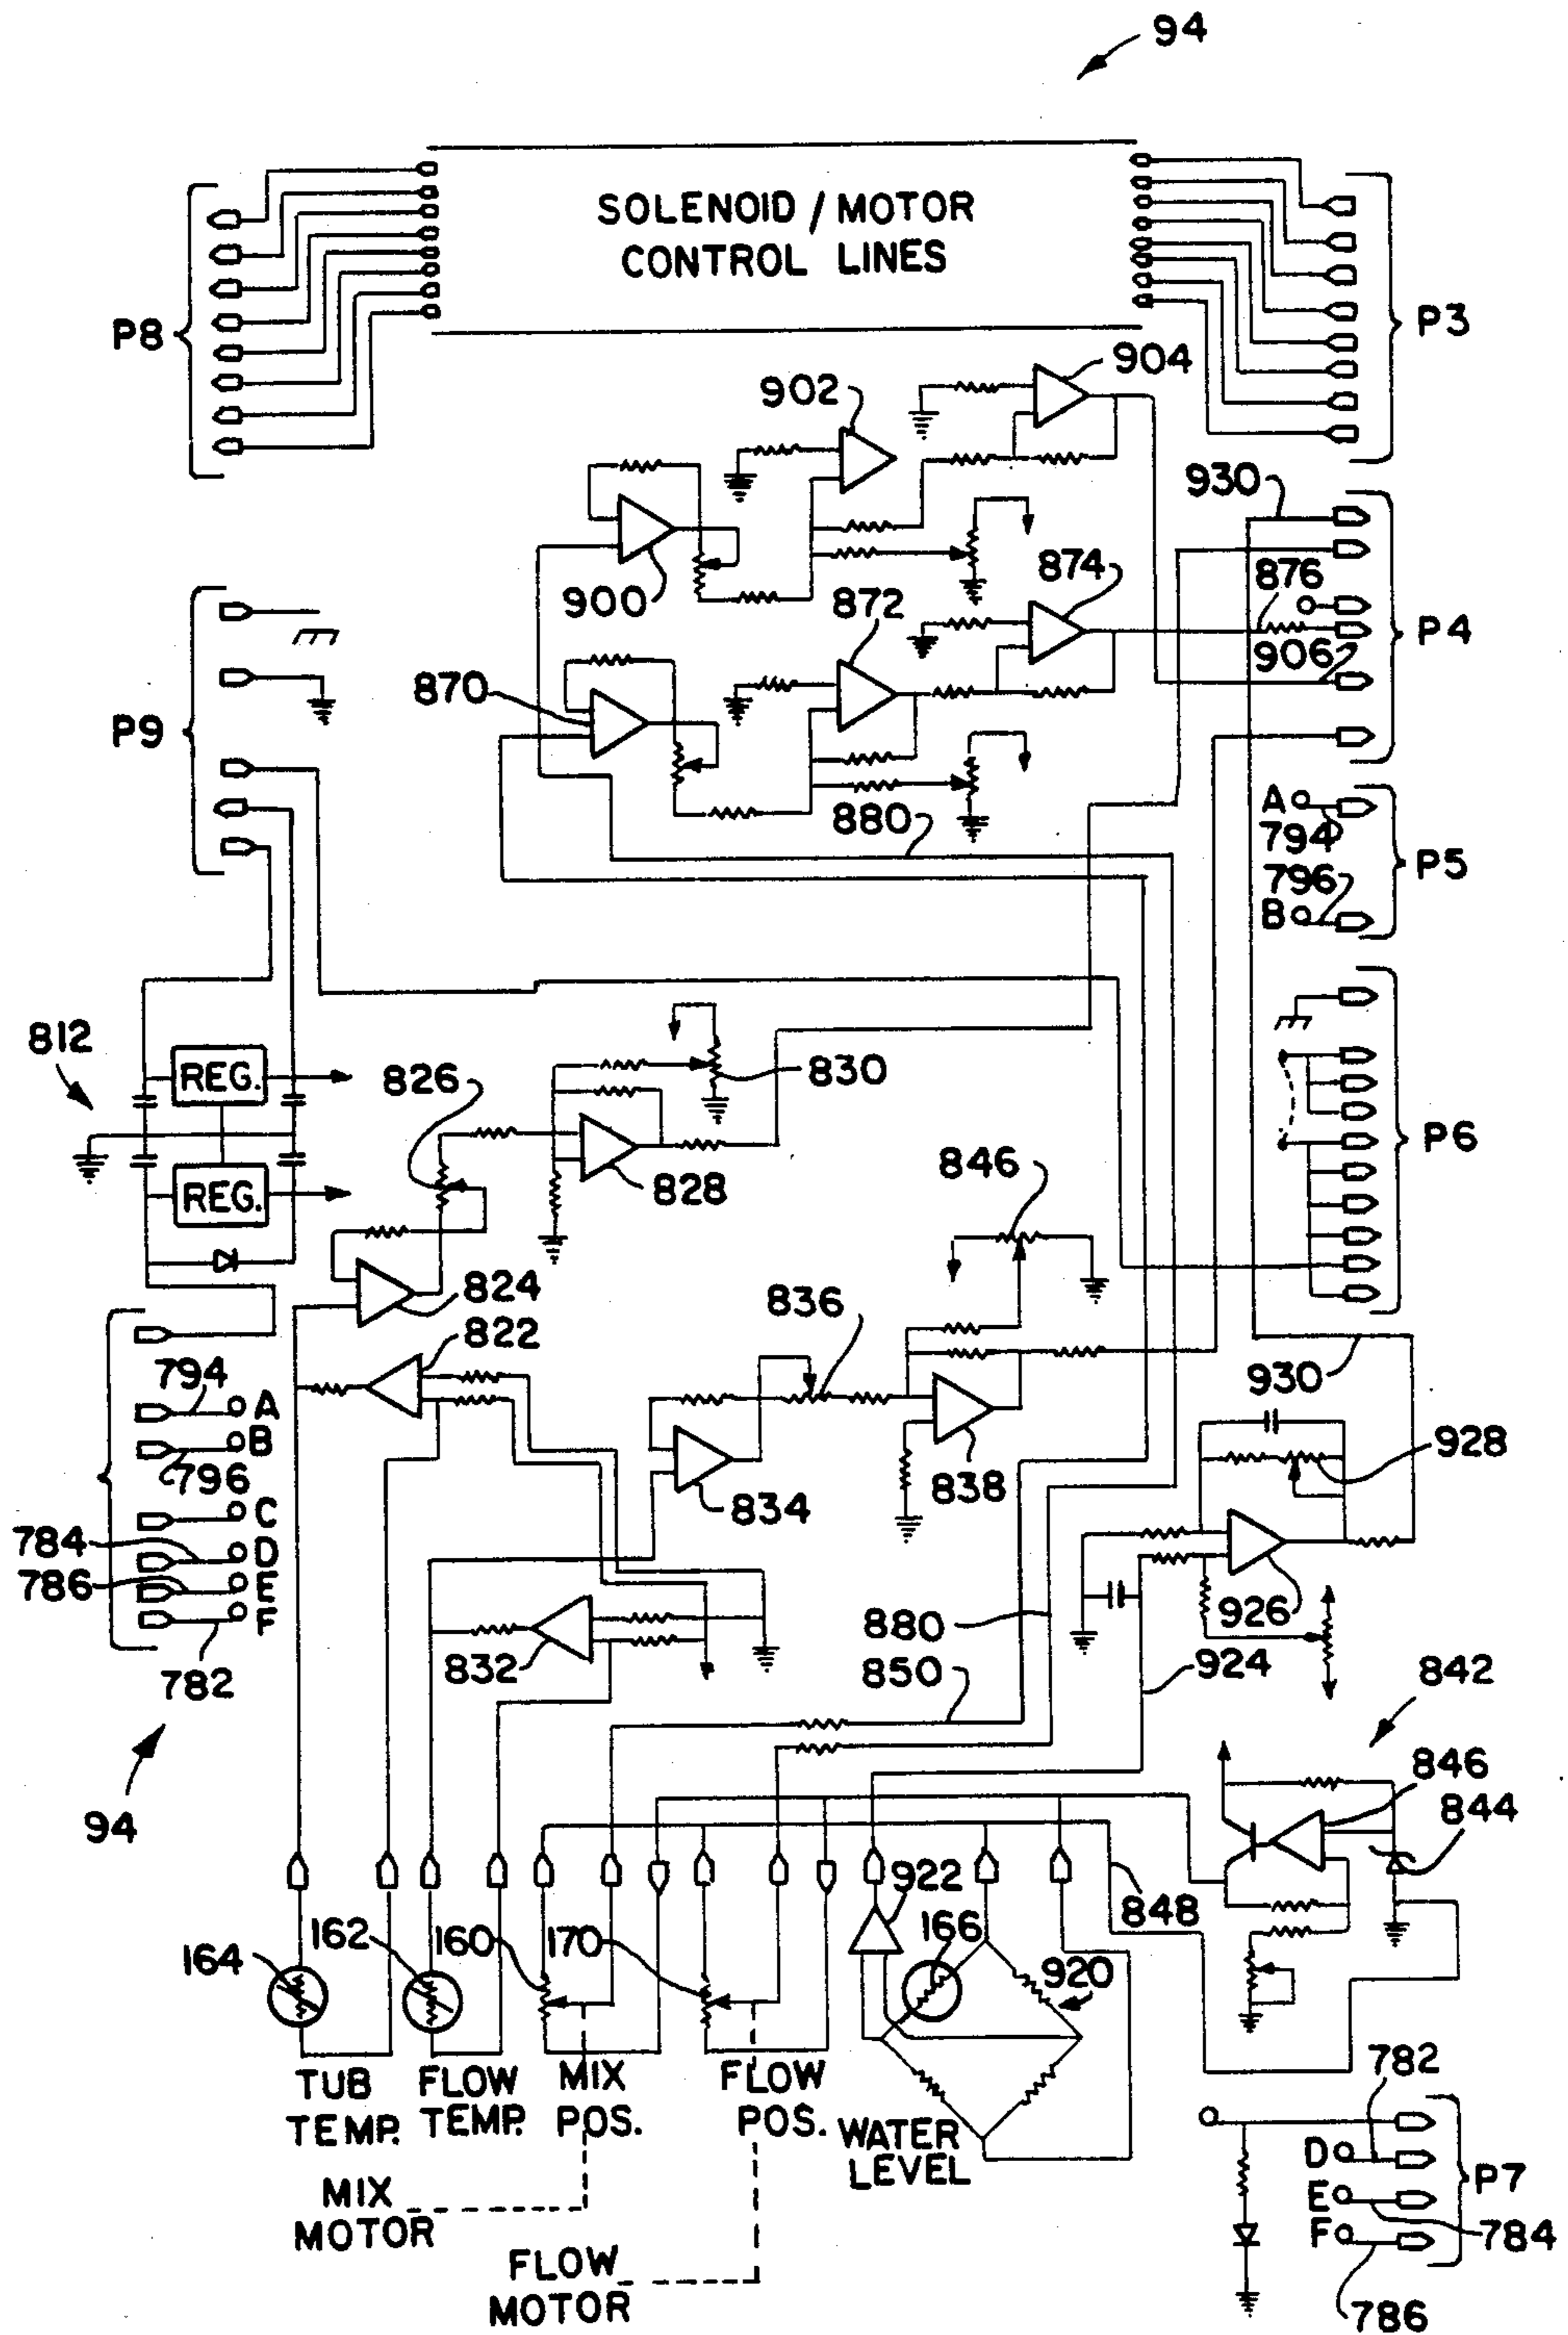 94
SOLENOID / MOTOR
CONTROL LINES
P8
P3
904
902
930
900
874
872
876
P4
906
870
P9
880
A
794
796
P5
B
812
REG.
826
830
P6
828
REG.
846
824
836
822
930
794
A
B
796
928
838
834
C
784
D
786
E
926
F
880
832
924
782
850
842
94
846
844
922
848
162
160
170
166
164
920
TUB
TEMP.
FLOW
TEMP.
MIX
POS.
FLOW
POS.
WATER
LEVEL
782
D
P7
MIX
MOTOR
E
784
F
FLOW
MOTOR
786